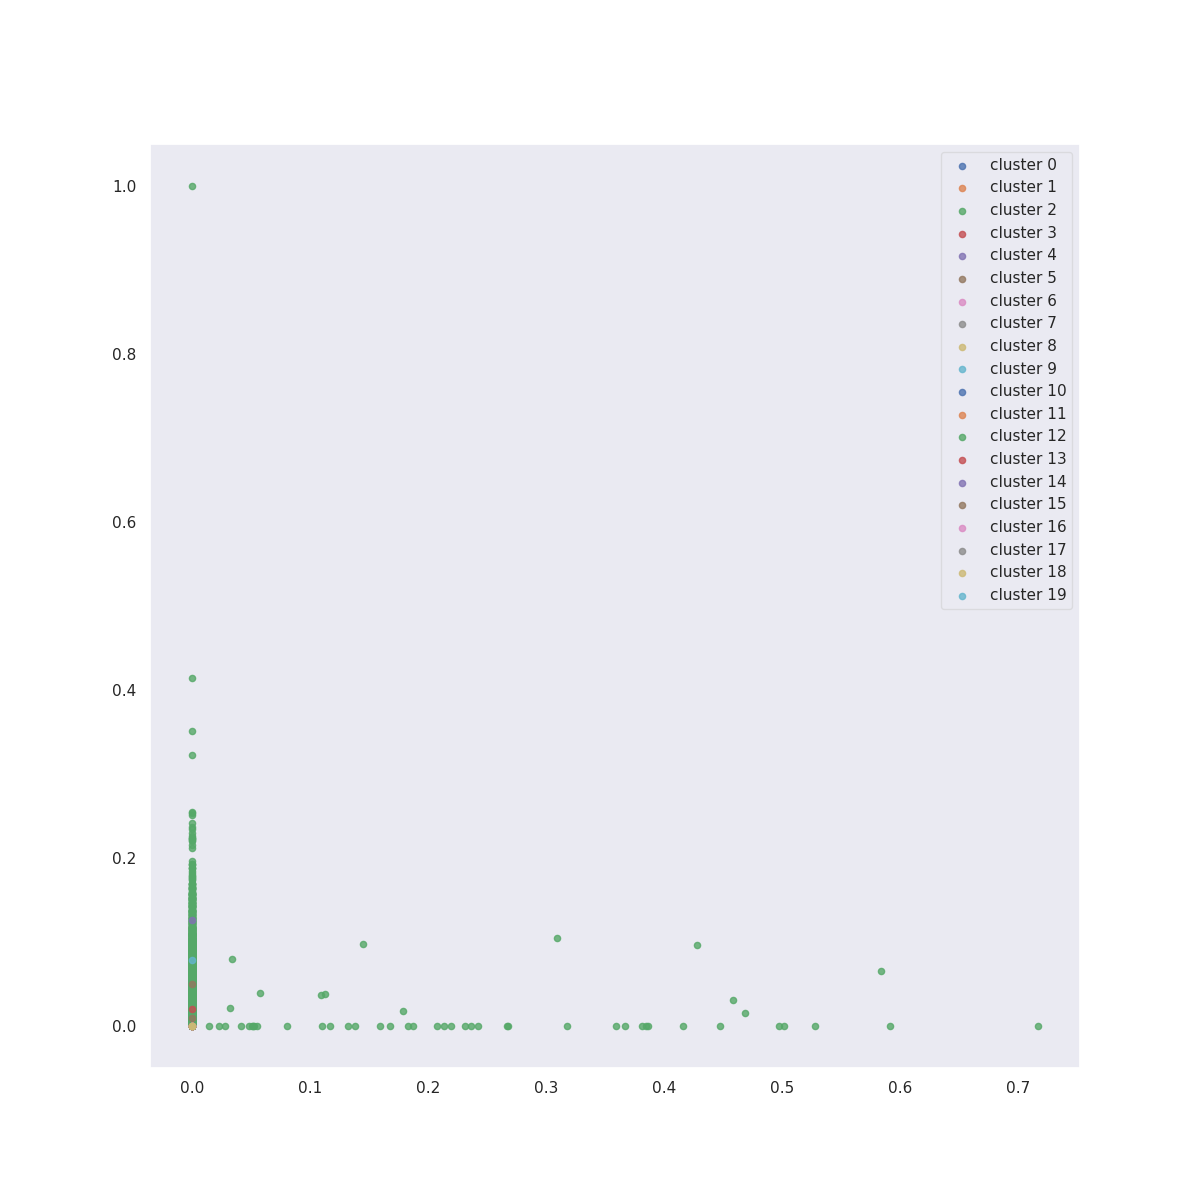 cluster 0
cluster 1
cluster 2
cluster 3
cluster 4
cluster 5
cluster 6
cluster 7
cluster 8
cluster 9
cluster 10
cluster 11
cluster 12
cluster 13
cluster 14
cluster 15
cluster 16
cluster 17
cluster 18
cluster 19
1.0
0.8
0.6
0.4
0.2
0.0
0.0 0.1 0.2 0.3 0.4 0.5 0.6 0.7